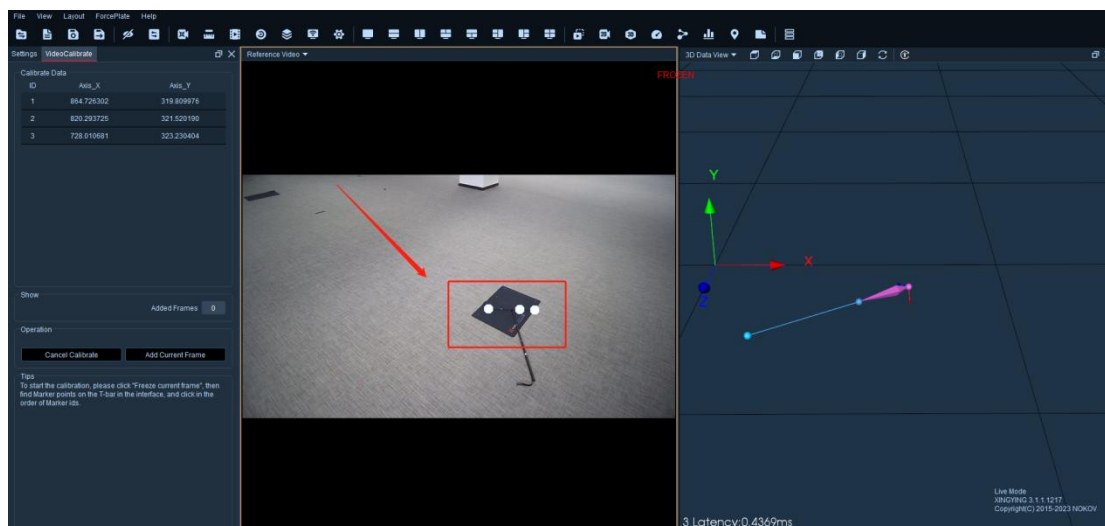 File View Layout ForcePlate Help
Settings VideoCalibrate
Reference Video
3D Data View
FROZEN
Calibrate Data
ID Axis_X Axis_Y
1 864.726302 319.809976
2 820.293725 321.520190
3 728.010681 323.230404
Show
Added Frames 0
Operation
Cancel Calibrate Add Current Frame
Tips
To start the calibration, please click "Freeze current frame", then
find Marker points on the T-bar in the interface, and click in the
order of Marker ids.
Y
X
Z
Live Mode
XINGYING 3.1.1.1217
Copyright(C) 2015-2023 NOKOV
3 Latency:0.4369ms